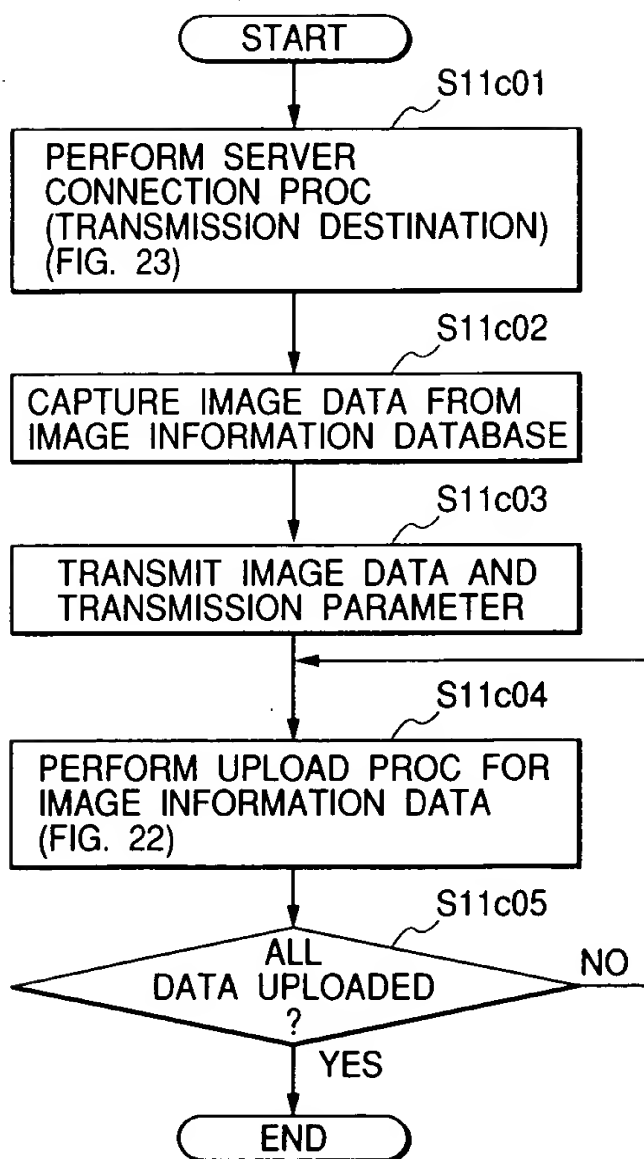 START
S11c01
PERFORM SERVER
CONNECTION PROC
(TRANSMISSION DESTINATION)
(FIG. 23)
S11c02
CAPTURE IMAGE DATA FROM
IMAGE INFORMATION DATABASE
S11c03
TRANSMIT IMAGE DATA AND
TRANSMISSION PARAMETER
S11c04
PERFORM UPLOAD PROC FOR
IMAGE INFORMATION DATA
(FIG. 22)
S11c05
ALL
DATA UPLOADED
?
NO
YES
END